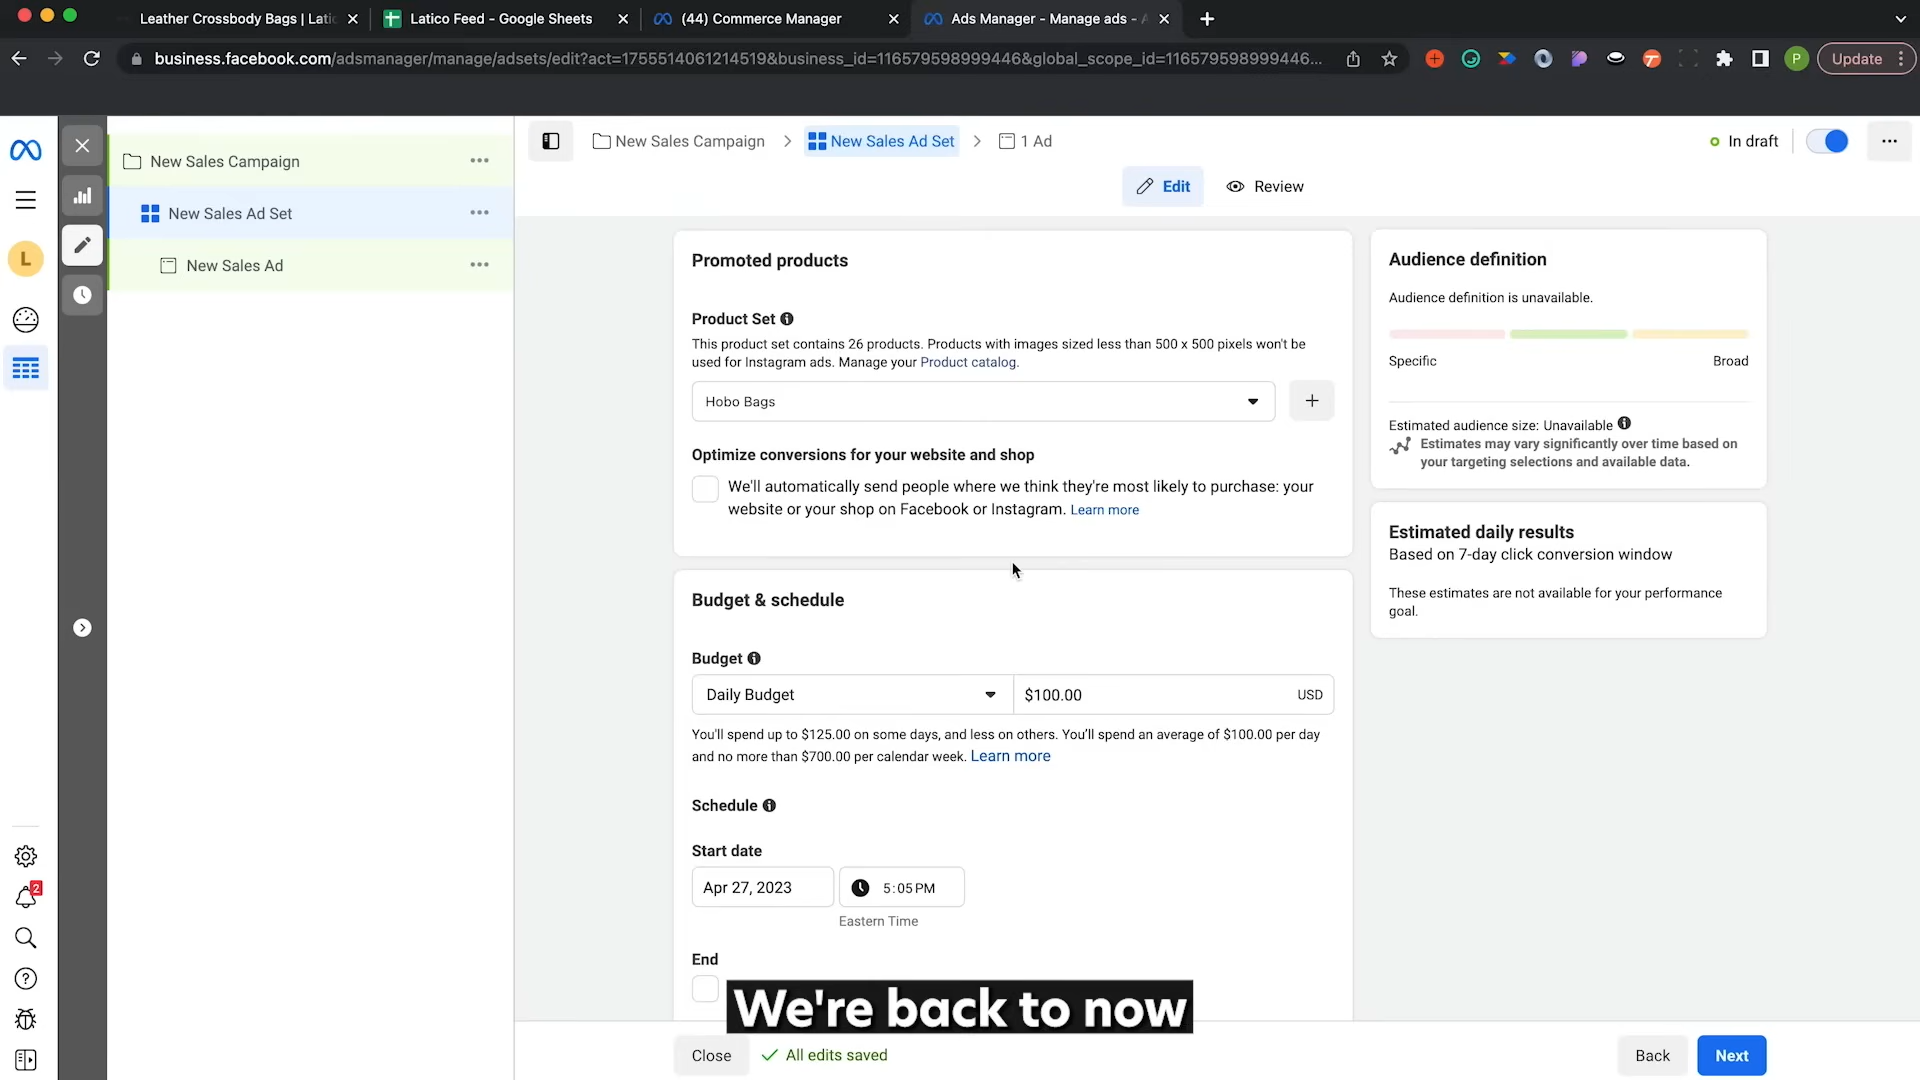 Leather Crossbody Bags | Latic
Latico Feed - Google Sheets
(44) Commerce Manager
Ads Manager - Manage ads - A
business.facebook.com/adsmanager/manage/adsets/edit?act=1755514061214519&business_id=116579598999446&global_scope_id=116579598999446...
P
Update
New Sales Campaign
New Sales Ad Set
1 Ad
In draft
Edit
Review
New Sales Campaign
New Sales Ad Set
New Sales Ad
L
2
Promoted products
Product Set
This product set contains 26 products. Products with images sized less than 500 x 500 pixels won't be
used for Instagram ads. Manage your Product catalog.
Hobo Bags
Optimize conversions for your website and shop
We'll automatically send people where we think they're most likely to purchase: your
website or your shop on Facebook or Instagram. Learn more
Budget & schedule
Budget
Daily Budget
$100.00
USD
You'll spend up to $125.00 on some days, and less on others. You'll spend an average of $100.00 per day
and no more than $700.00 per calendar week. Learn more
Schedule
Start date
Apr 27, 2023
5:05 PM
Eastern Time
End
We're back to now
Close
All edits saved
Back
Next
Audience definition
Audience definition is unavailable.
Specific
Broad
Estimated audience size: Unavailable
Estimates may vary significantly over time based on
your targeting selections and available data.
Estimated daily results
Based on 7-day click conversion window
These estimates are not available for your performance
goal.